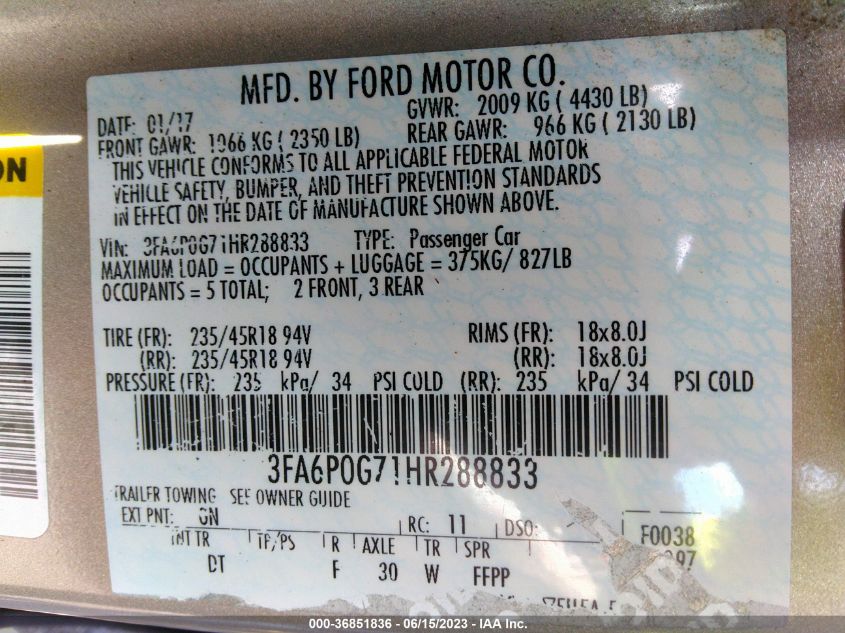 MFD. BY FORD MOTOR CO.
DATE: 01/17 GVWR: 2009 KG ( 4430 LB)
FRONT GAWR: 1066 KG ( 2350 LB) REAR GAWR: 966 KG ( 2130 LB)
THIS VEHICLE CONFORMS TO ALL APPLICABLE FEDERAL MOTOR
VEHICLE SAFETY, BUMPER, AND THEFT PREVENTION STANDARDS
IN EFFECT ON THE DATE OF MANUFACTURE SHOWN ABOVE.
VIN: 3FA6P0G71HR288833 TYPE: Passenger Car
MAXIMUM LOAD = OCCUPANTS + LUGGAGE = 375KG/ 827LB
OCCUPANTS = 5 TOTAL; 2 FRONT, 3 REAR
TIRE (FR): 235/45R18 94V RIMS (FR): 18x8.0J
(RR): 235/45R18 94V (RR): 18x8.0J
PRESSURE (FR): 235 kPa/ 34 PSI COLD (RR): 235 kPa/ 34 PSI COLD
3FA6P0G71HR288833
TRAILER TOWING SEE OWNER GUIDE
EXT PNT: GN RC: 11 DSO: F0038
INT TR TP/PS R AXLE TR SPR
DT F 30 W FFPP
ON
000-36851836 - 06/15/2023 - IAA Inc.